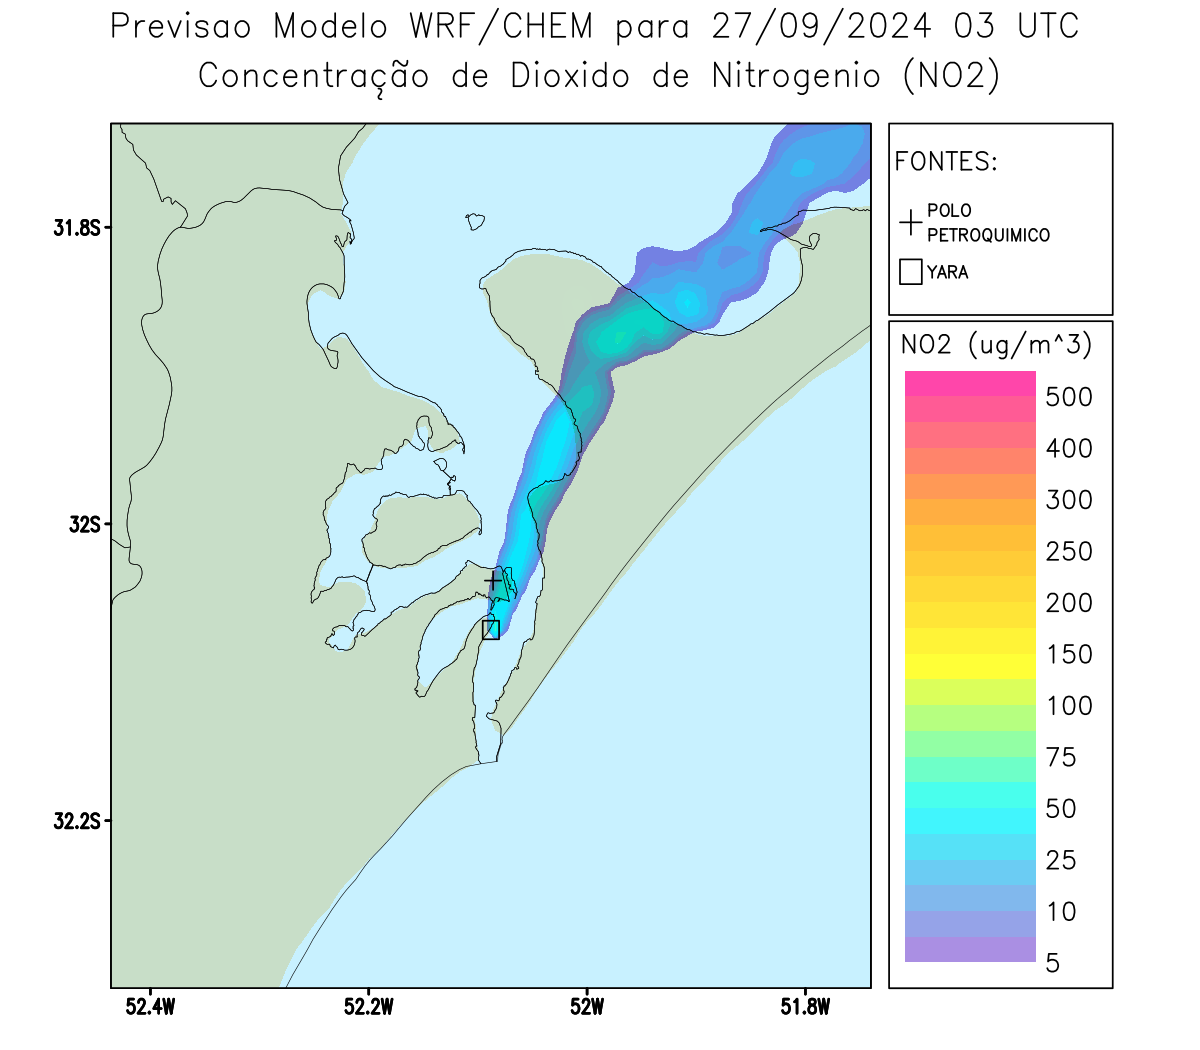 Previsao Modelo WRF/CHEM para 27/09/2024 03 UTC
Concentração de Dioxido de Nitrogenio (NO2)
FONTES:
POLO
PETROQUIMICO
YARA
31.8S
32S
32.2S
52.4W
52.2W
52W
51.8W
NO2 (ug/m^3)
500
400
300
250
200
150
100
75
50
25
10
5